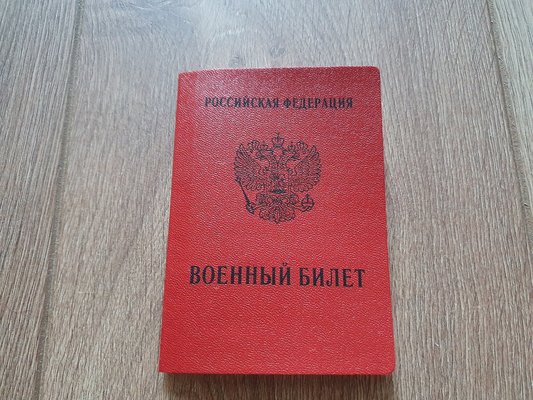 РОССИЙСКАЯ ФЕДЕРАЦИЯ
ВОЕННЫЙ БИЛЕТ